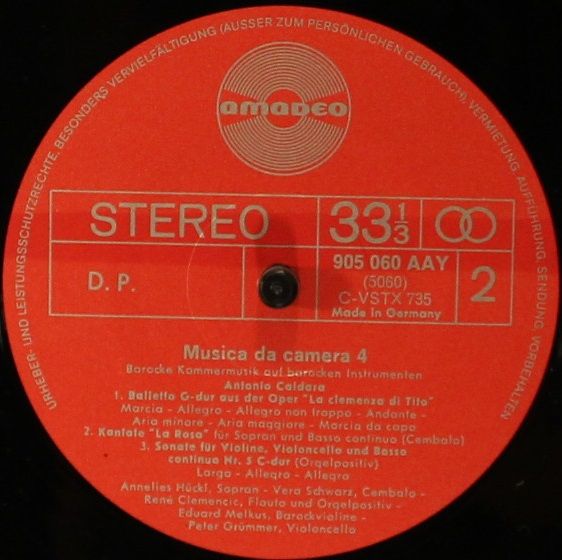 URHEBER- UND LEISTUNGSSCHUTZRECHTE, BESONDERS VERVIELFÄLTIGUNG (AUSSER ZUM PERSÖNLICHEN GEBRAUCH), VERMIETUNG, AUFFÜHRUNG, SENDUNG, VORBEHALTEN
amadeo
STEREO
33 1/3
D. P.
905 060 AAY
(5060)
C-VSTX 735
Made in Germany
2
Musica da camera 4
Barocke Kammermusik auf barocken Instrumenten
Antonio Caldara
1. Balletto G-dur aus der Oper "La clemenza di Tito"
Marcia - Allegro - Allegro non troppo - Andante -
Aria minore - Aria maggiore - Marcia da capo
2. Kantate "La Rosa" für Sopran und Basso continuo (Cembalo)
3. Sonate für Violine, Violoncello und Basso
continuo Nr. 5 C-dur (Orgelpositiv)
Largo - Allegro - Allegro
Annelies Hückl, Sopran - Vera Schwarz, Cembalo -
René Clemencic, Flauto und Orgelpositiv -
Eduard Melkus, Barockvioline -
Peter Grümmer, Violoncello